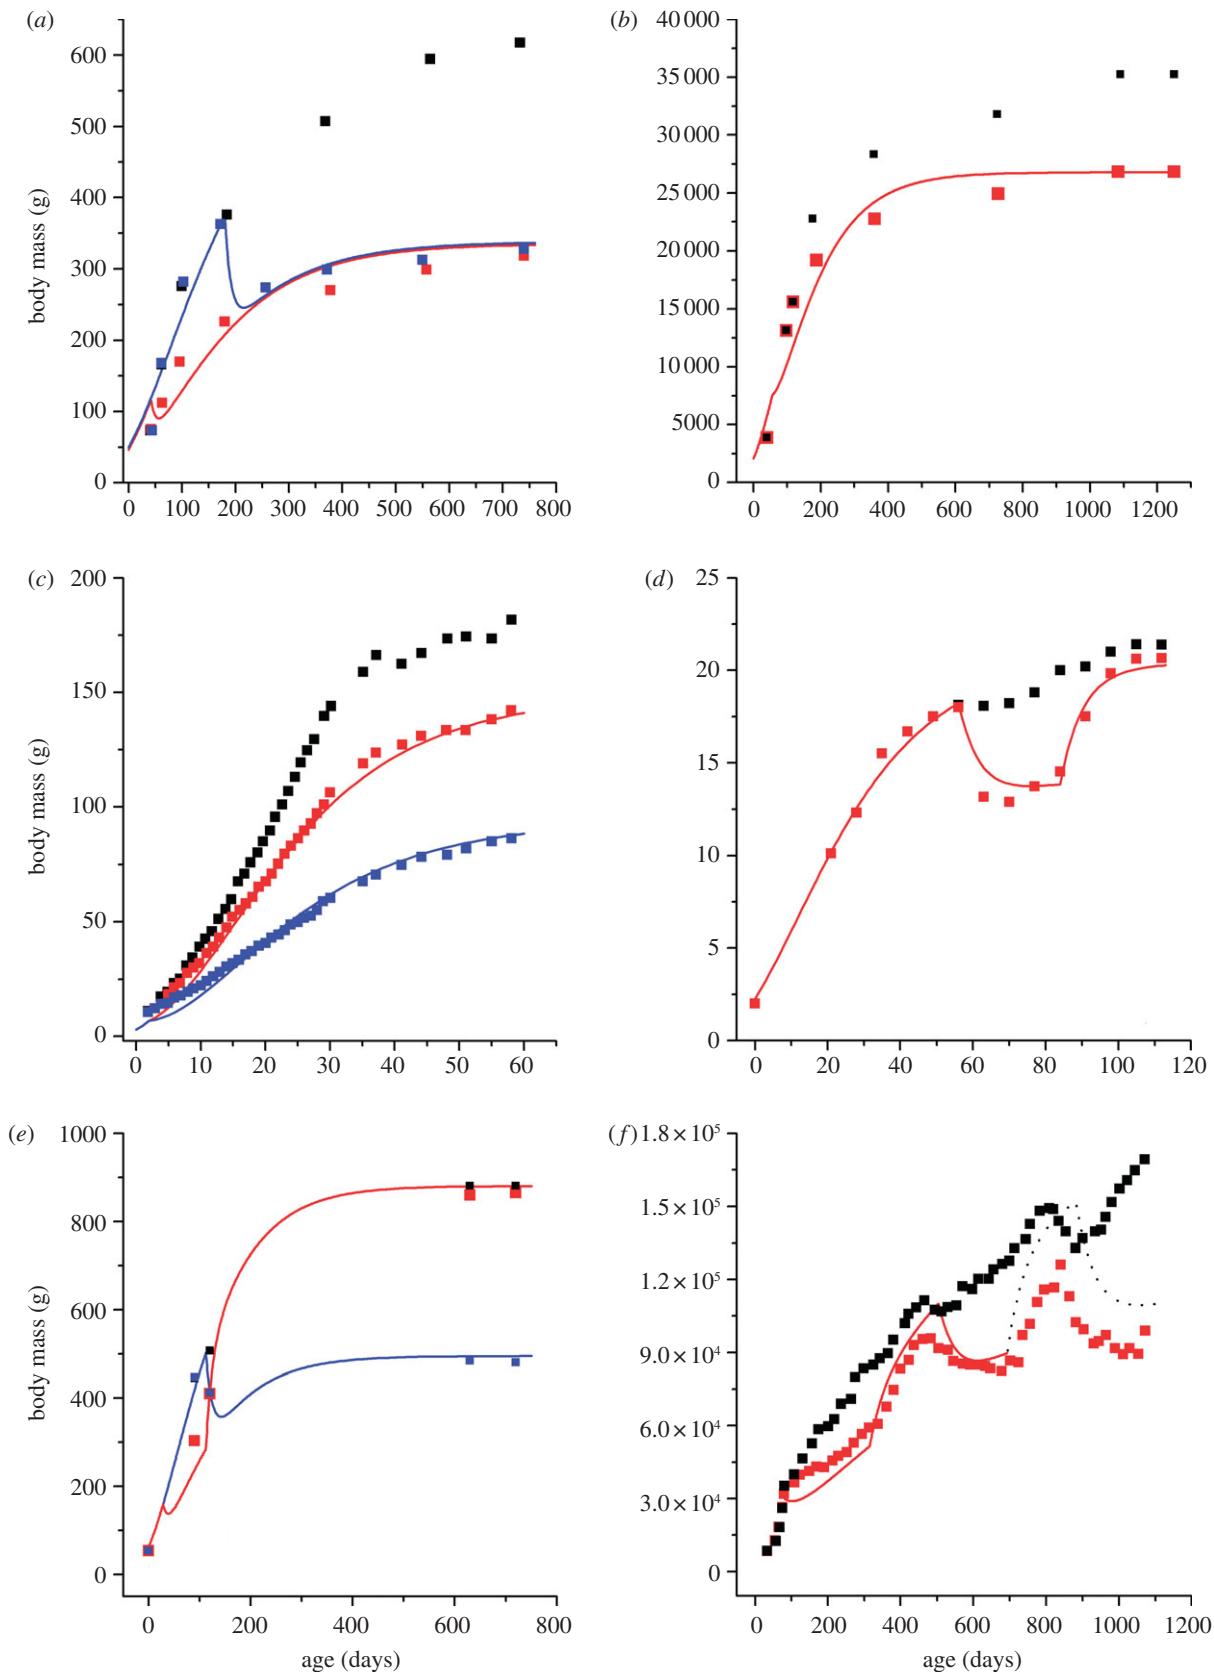 (a)
600
500
400
300
200
100
0
body mass (g)
0 100 200 300 400 500 600 700 800
(b)
40 000
35 000
30 000
25 000
20 000
15 000
10 000
5000
0
0 200 400 600 800 1000 1200
(c)
200
150
100
50
0
body mass (g)
0 10 20 30 40 50 60
(d)
25
20
15
10
5
0
0 20 40 60 80 100 120
(e)
1000
800
600
400
200
0
body mass (g)
0 200 400 600 800
age (days)
(f)
1.8 × 10⁵
1.5 × 10⁵
1.2 × 10⁵
9.0 × 10⁴
6.0 × 10⁴
3.0 × 10⁴
0
0 200 400 600 800 1000 1200
age (days)